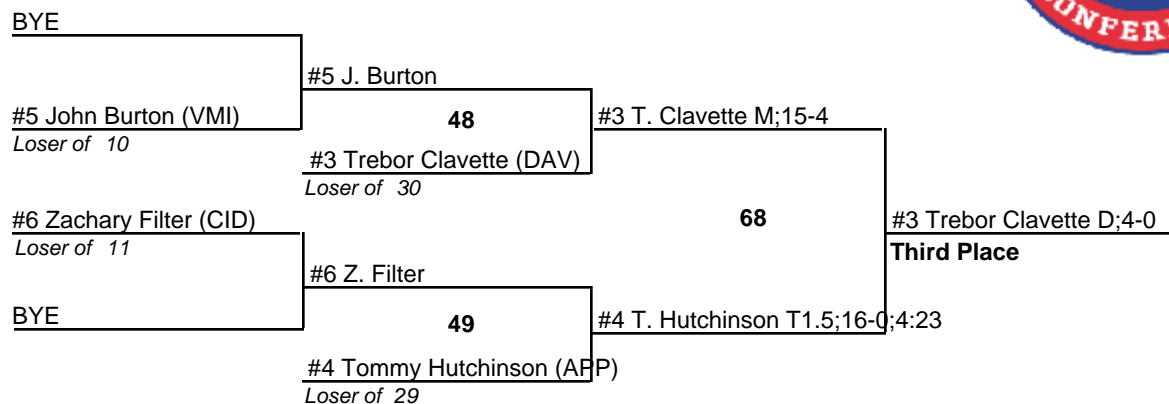 BYE
CONFER
#5 J. Burton
#5 John Burton (VMI)
48
#3 T. Clavette M;15-4
Loser of 10
#3 Trebor Clavette (DAV)
Loser of 30
#6 Zachary Filter (CID)
68
#3 Trebor Clavette D;4-0
Loser of 11
Third Place
#6 Z. Filter
BYE
49
#4 T. Hutchinson T1.5;16-0;4:23
#4 Tommy Hutchinson (APP)
Loser of 29